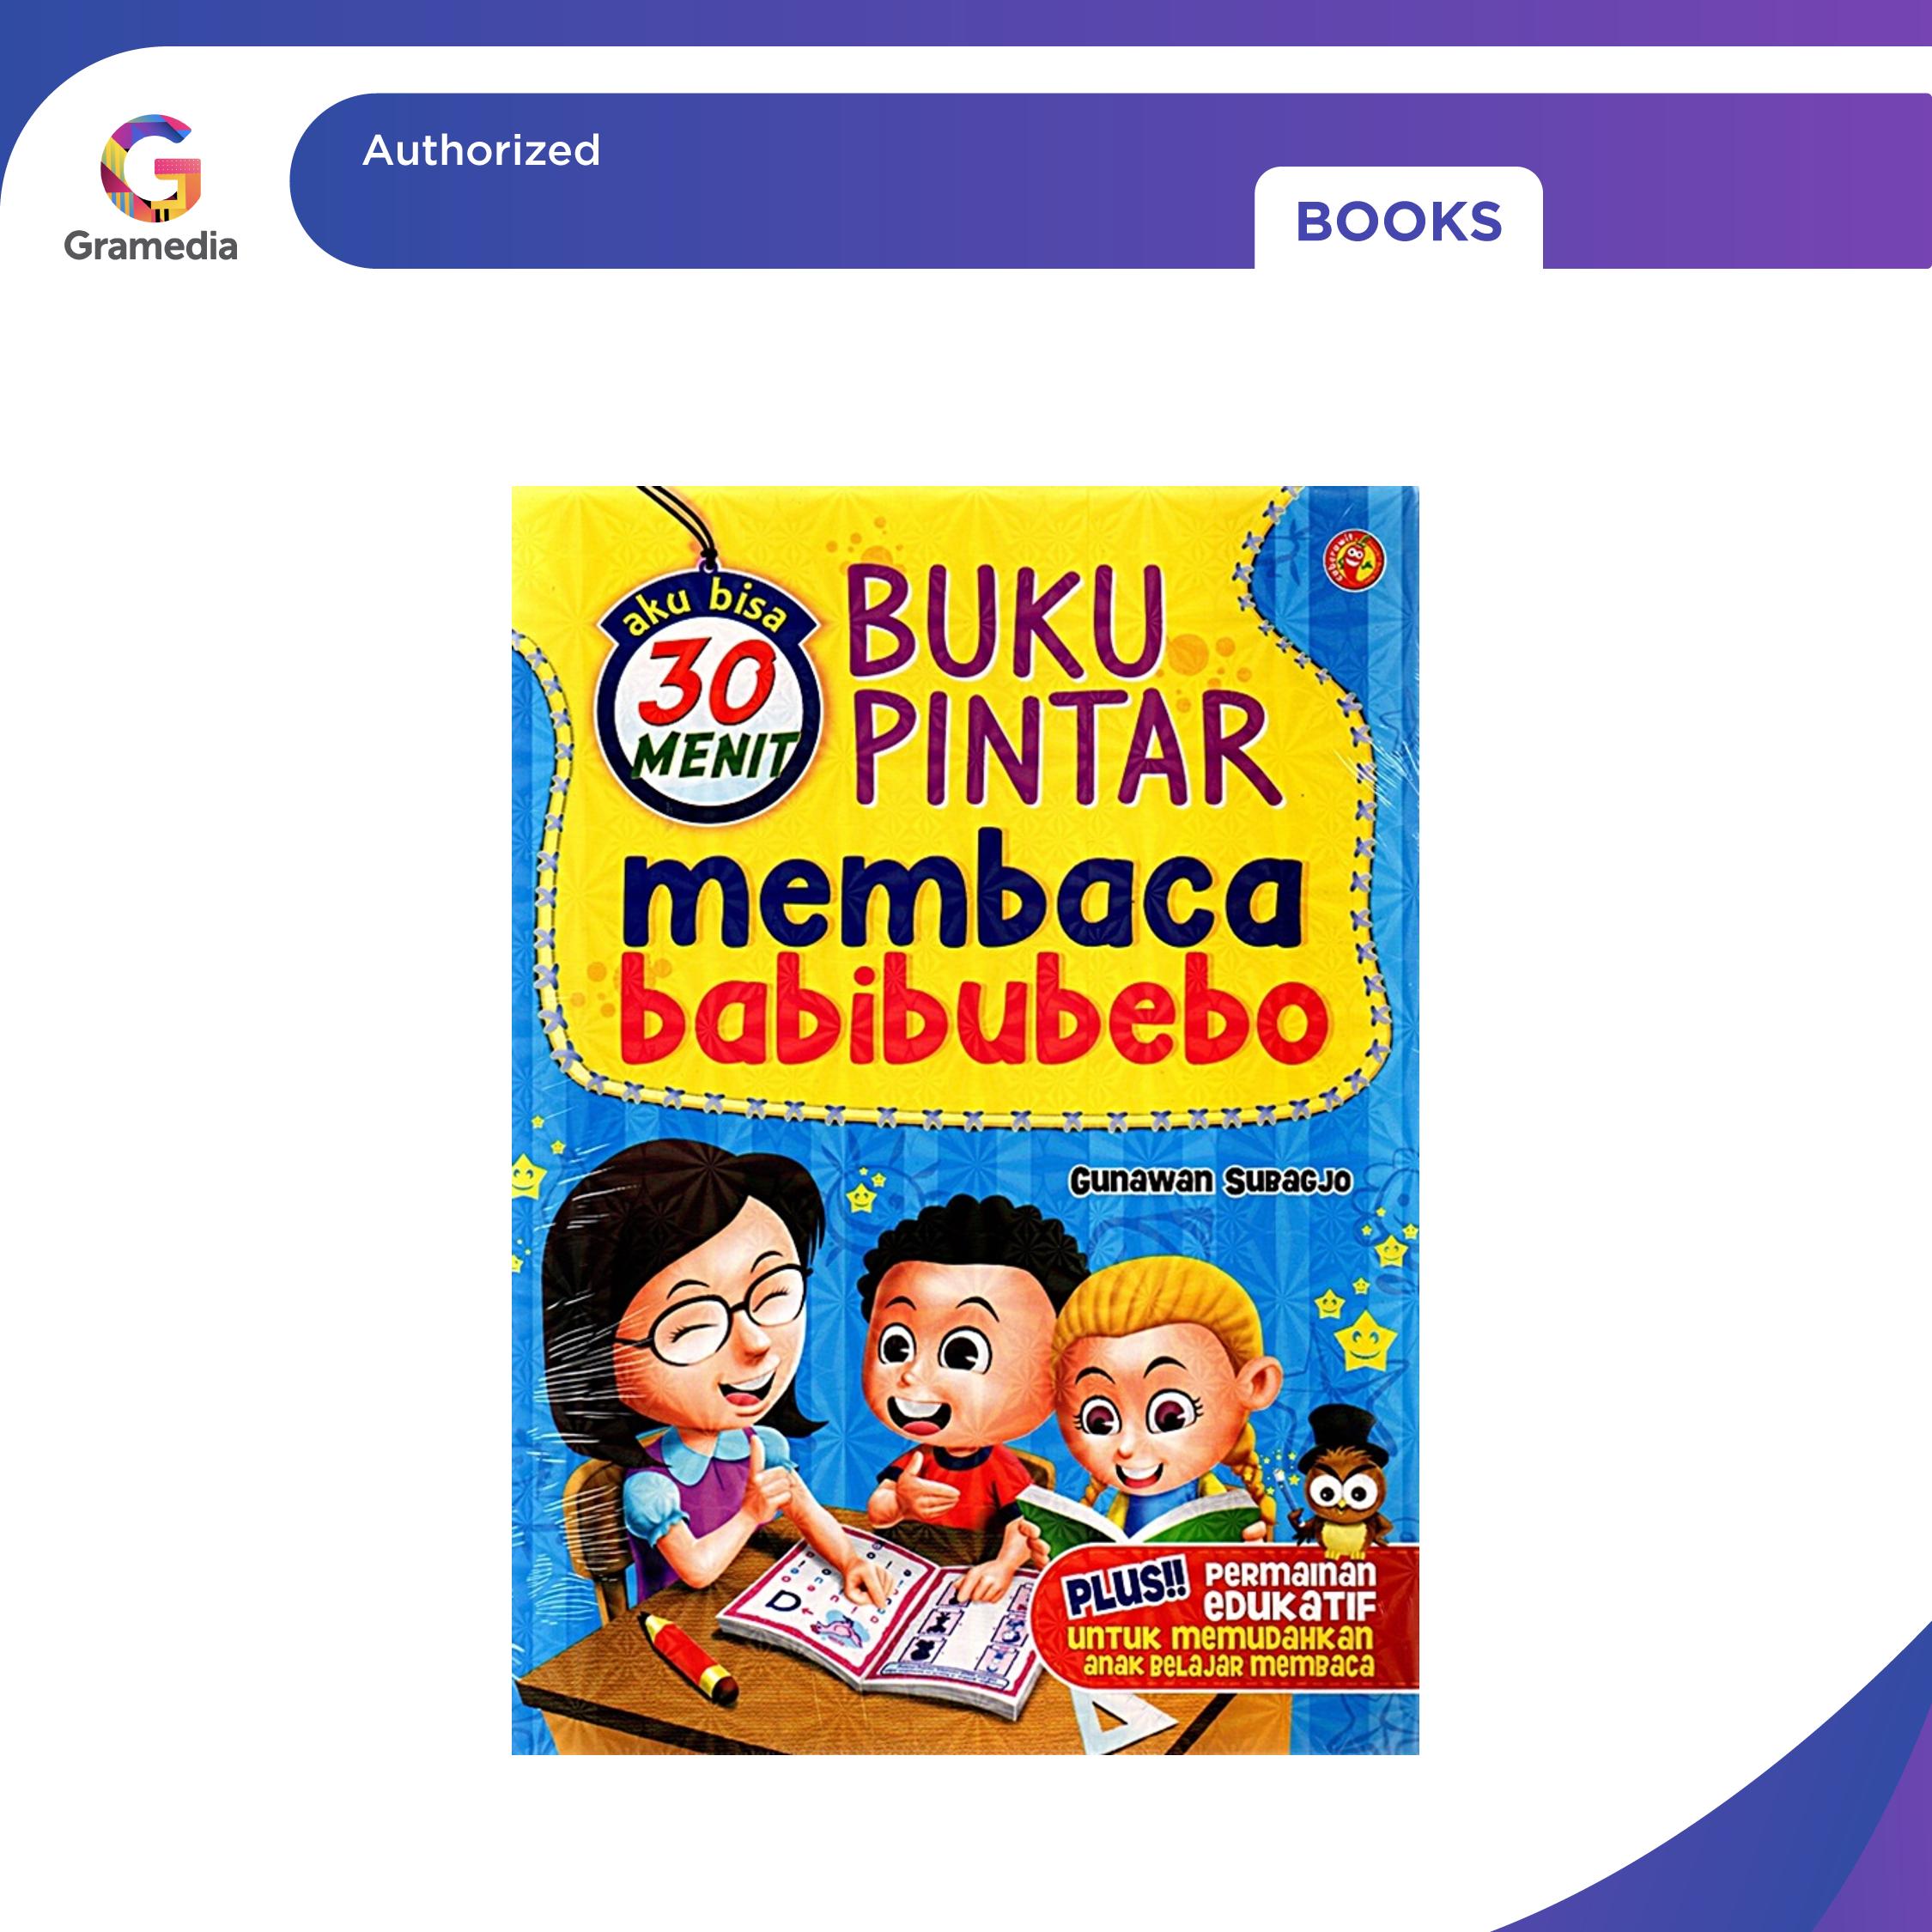 Gramedia
Authorized
BOOKS
aku bisa
30
MENIT
BUKU
PINTAR
membaca
babibubebo
Gunawan Subagjo
PLUS!! PERMAINAN
EDUKATIF
UNTUK MEMUDAHKAN
ANAK BELAJAR MEMBACA
D